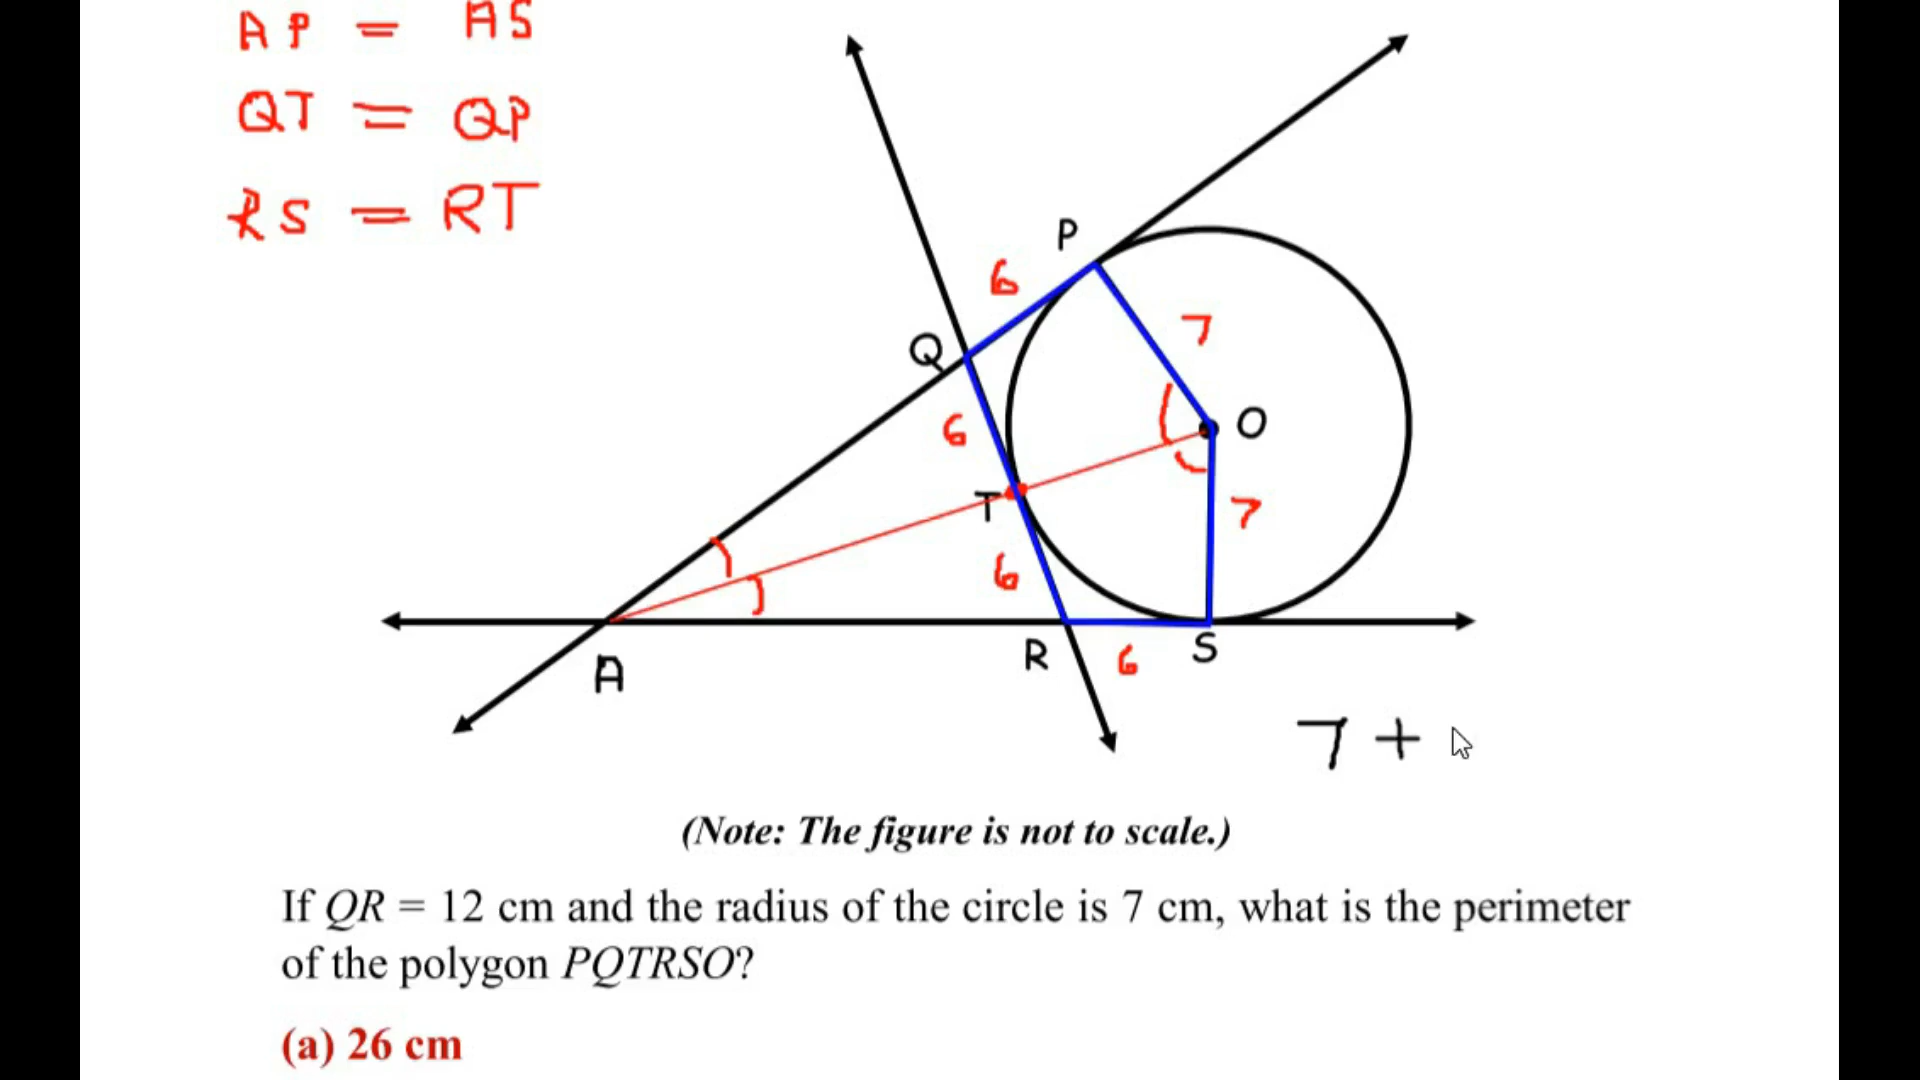 AP = AS
QT = QP
RS = RT
P
6
7
Q
O
6
T
7
6
A
R
6
S
7 +
(Note: The figure is not to scale.)
If QR = 12 cm and the radius of the circle is 7 cm, what is the perimeter
of the polygon PQTRSO?
(a) 26 cm